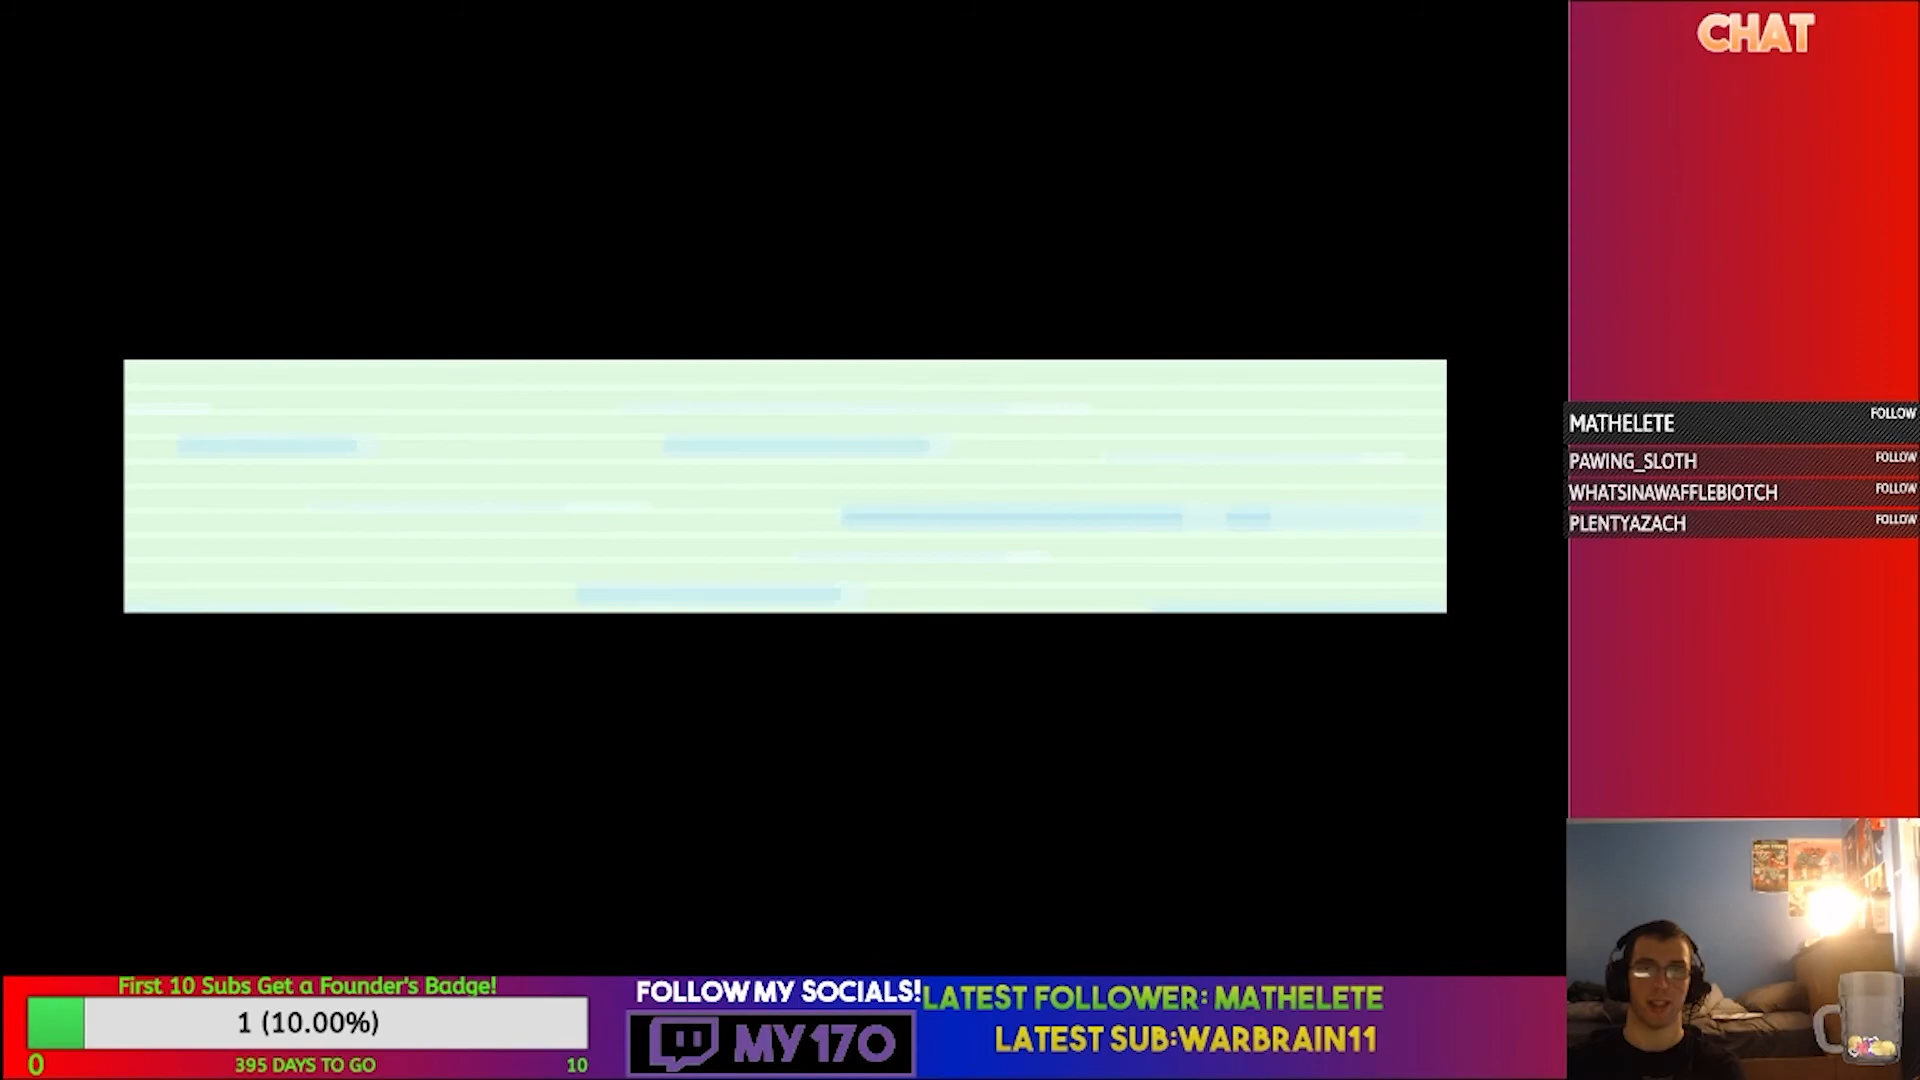 CHAT
MATHELETE FOLLOW
PAWING_SLOTH FOLLOW
WHATSINAWAFFLEBIOTCH FOLLOW
PLENTYAZACH FOLLOW
First 10 Subs Get a Founder's Badge!
1 (10.00%)
0 395 DAYS TO GO 10
FOLLOW MY SOCIALS!
MY170
LATEST FOLLOWER: MATHELETE
LATEST SUB:WARBRAIN11